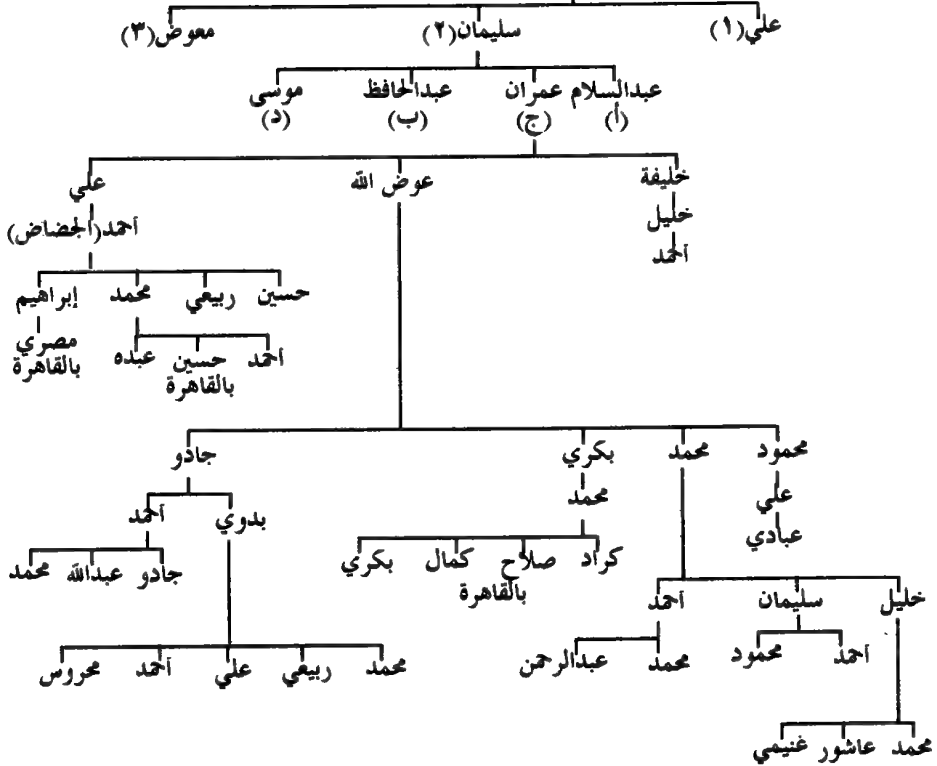 علي(١) سليمان(٢) معوض(٣)
عبدالسلام عمران عبدالحافظ موسى
(أ) (ج) (ب) (د)
خليفة عوض الله علي
خليل أحمد(الجضاض)
أحمد
حسين ربيعي محمد إبراهيم
أحمد حسين عبده مصري
بالقاهرة بالقاهرة
محمود محمد بكري جادو
علي محمد بدوي أحمد
عبادي
كراد صلاح كمال بكري جادو عبدالله محمد
بالقاهرة
خليل سليمان أحمد
أحمد محمود محمد عبدالرحمن محمد ربيعي علي أحمد محروس
محمد عاشور غنيمي